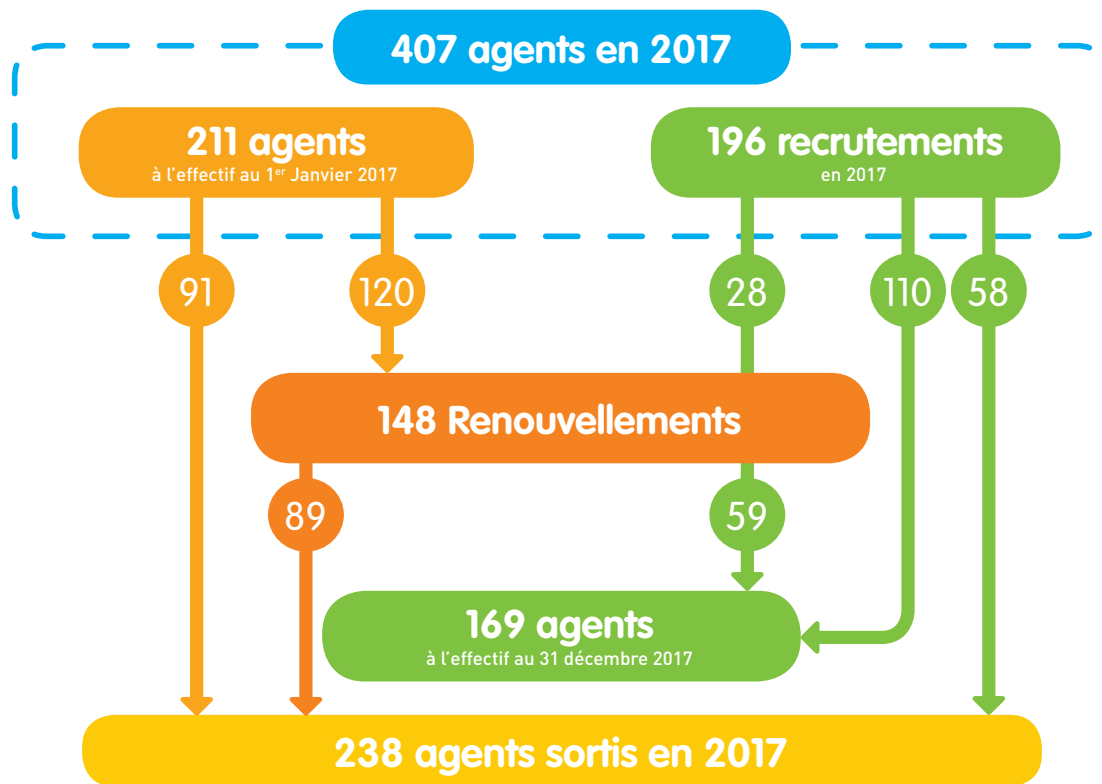 407 agents en 2017
211 agents
à l'effectif au 1er Janvier 2017
196 recrutements
en 2017
91
120
28
110
58
148 Renouvellements
89
59
169 agents
à l'effectif au 31 décembre 2017
238 agents sortis en 2017